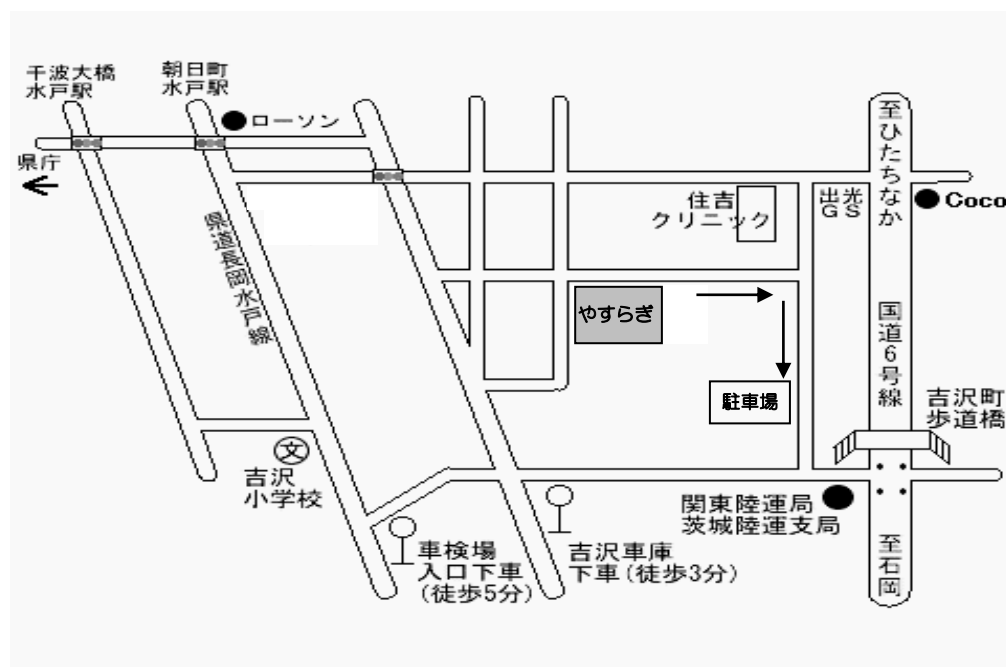 千波大橋
水戸駅
朝日町
水戸駅
ローソン
県庁
県道長岡水戸線
住吉
クリニック
出光
GS
至ひたちなか
Coco
やすらぎ
国道6号線
駐車場
吉沢町
歩道橋
文
吉沢
小学校
関東陸運局
茨城陸運支局
車検場
入口下車
(徒歩5分)
吉沢車庫
下車(徒歩3分)
至石岡